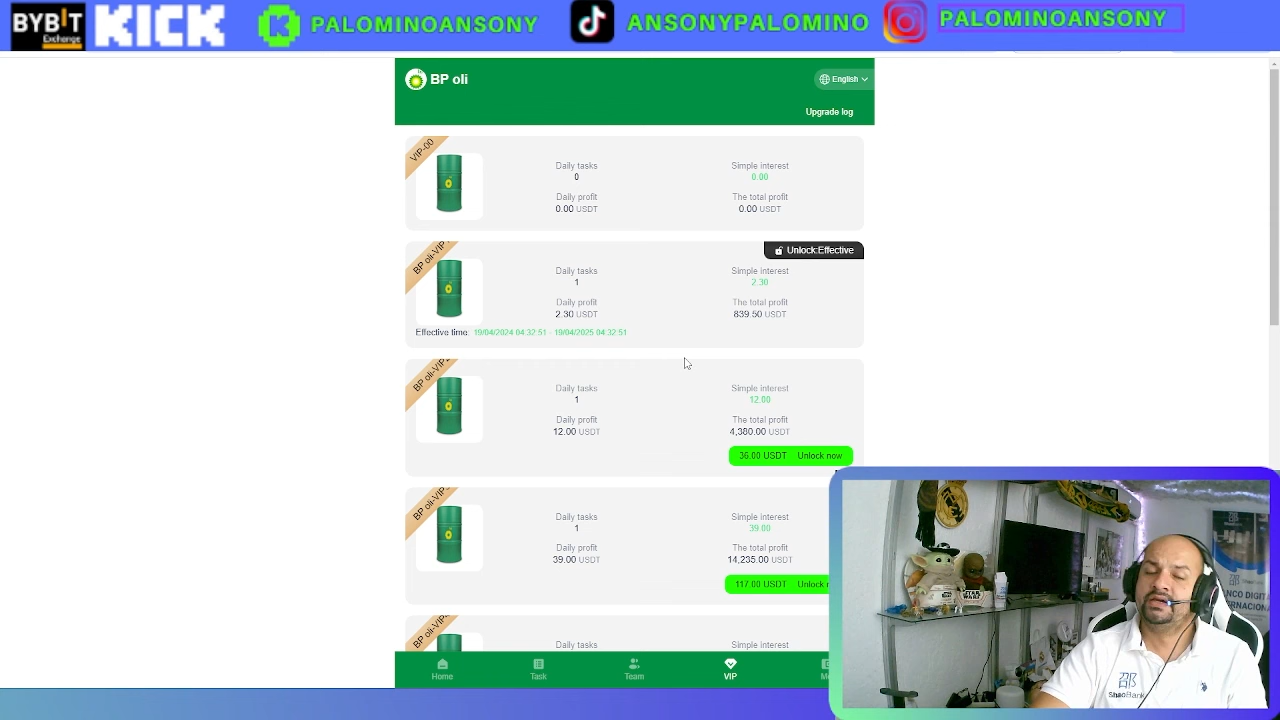 BYBIT
Exchange
KICK
PALOMINOANSONY
ANSONYPALOMINO
PALOMINOANSONY
BP oli
English
Upgrade log
VIP-00
Daily tasks
0
Simple interest
0.00
Daily profit
0.00 USDT
The total profit
0.00 USDT
BP oli-VIP
Unlock:Effective
Daily tasks
1
Simple interest
2.30
Daily profit
2.30 USDT
The total profit
839.50 USDT
Effective time: 19/04/2024 04:32:51 - 19/04/2025 04:32:51
BP oli-VIP
Daily tasks
1
Simple interest
12.00
Daily profit
12.00 USDT
The total profit
4,380.00 USDT
36.00 USDT Unlock now
BP oli-VIP
Daily tasks
1
Simple interest
39.00
Daily profit
39.00 USDT
The total profit
14,235.00 USDT
117.00 USDT Unlock
BP oli-VIP
Daily tasks
Simple interest
Home
Task
Team
VIP
STAR
WARS
ShaoBank